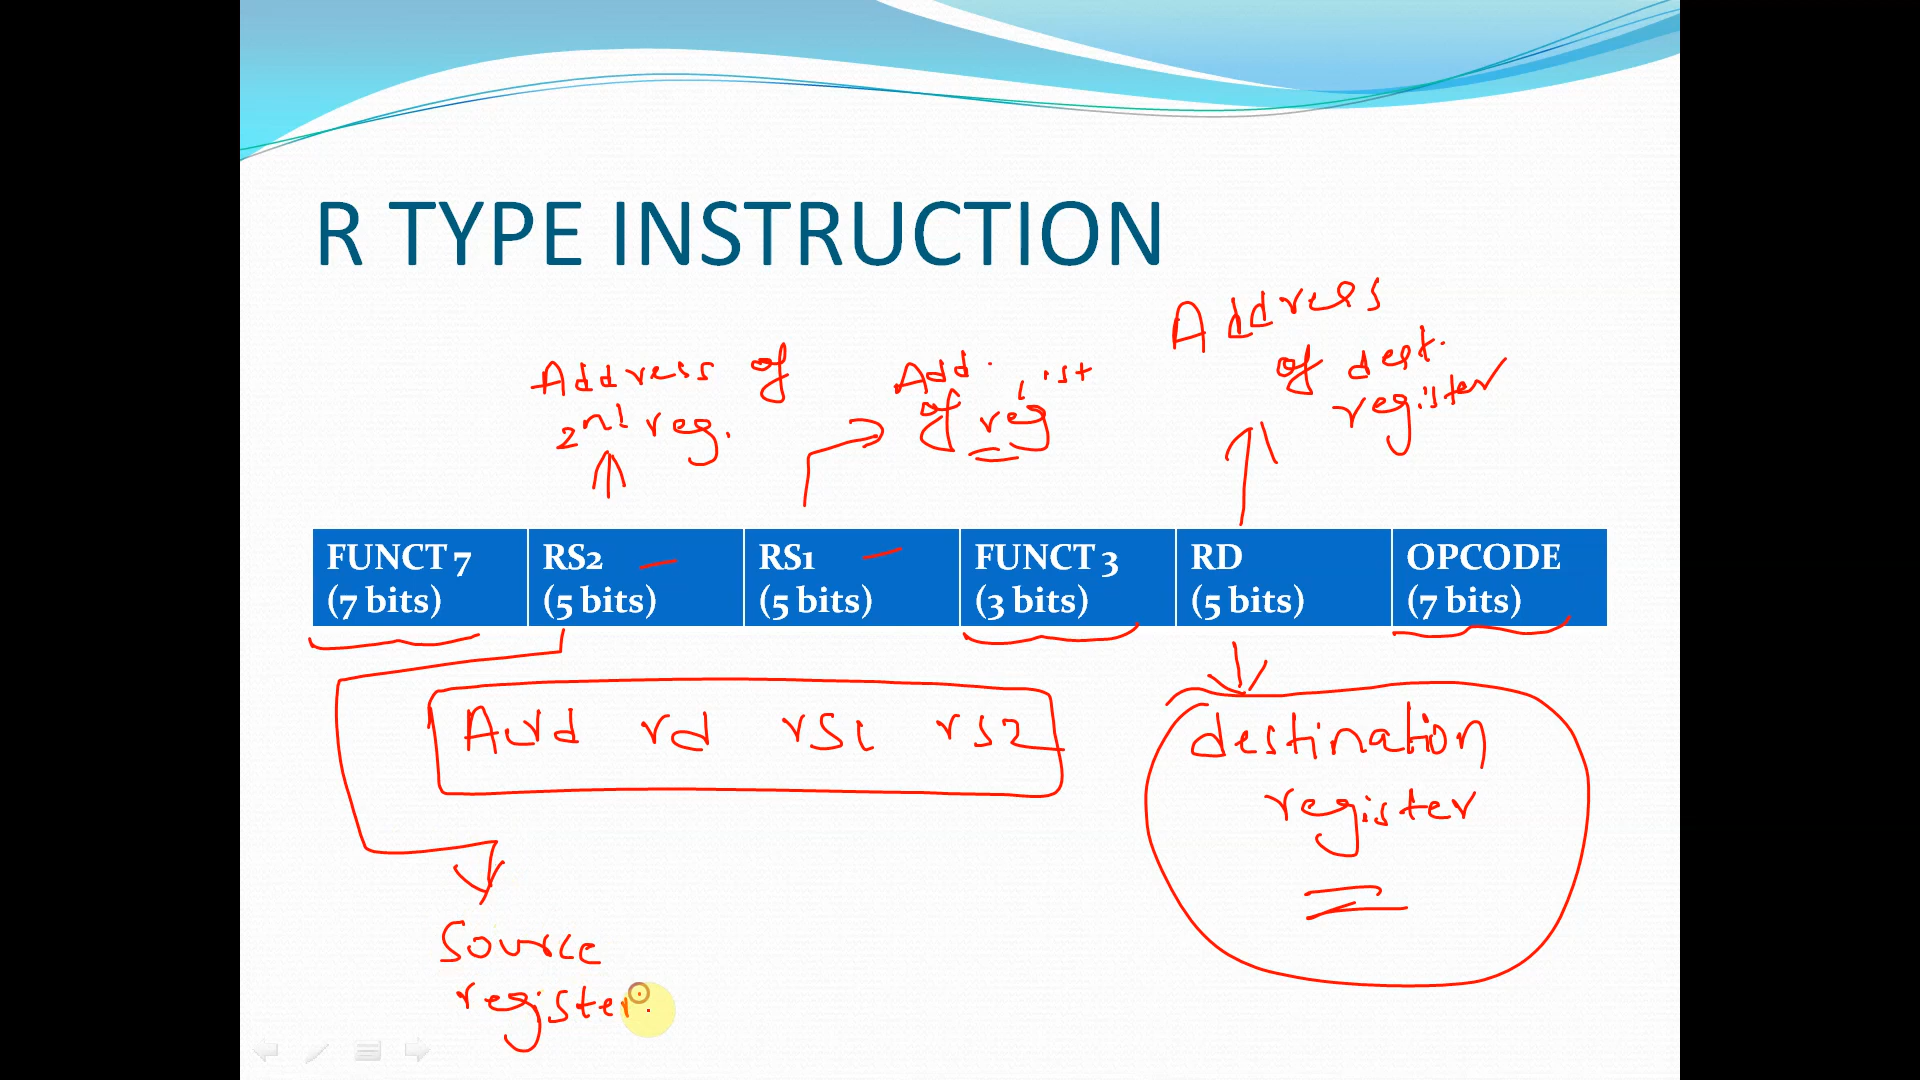 R TYPE INSTRUCTION
Address of
2nd reg.
Add. 1st
of reg
Address
of dest.
register
FUNCT 7
(7 bits)
RS2
(5 bits)
RS1
(5 bits)
FUNCT 3
(3 bits)
RD
(5 bits)
OPCODE
(7 bits)
Add rd rs1 rs2
destination
register
Source
register